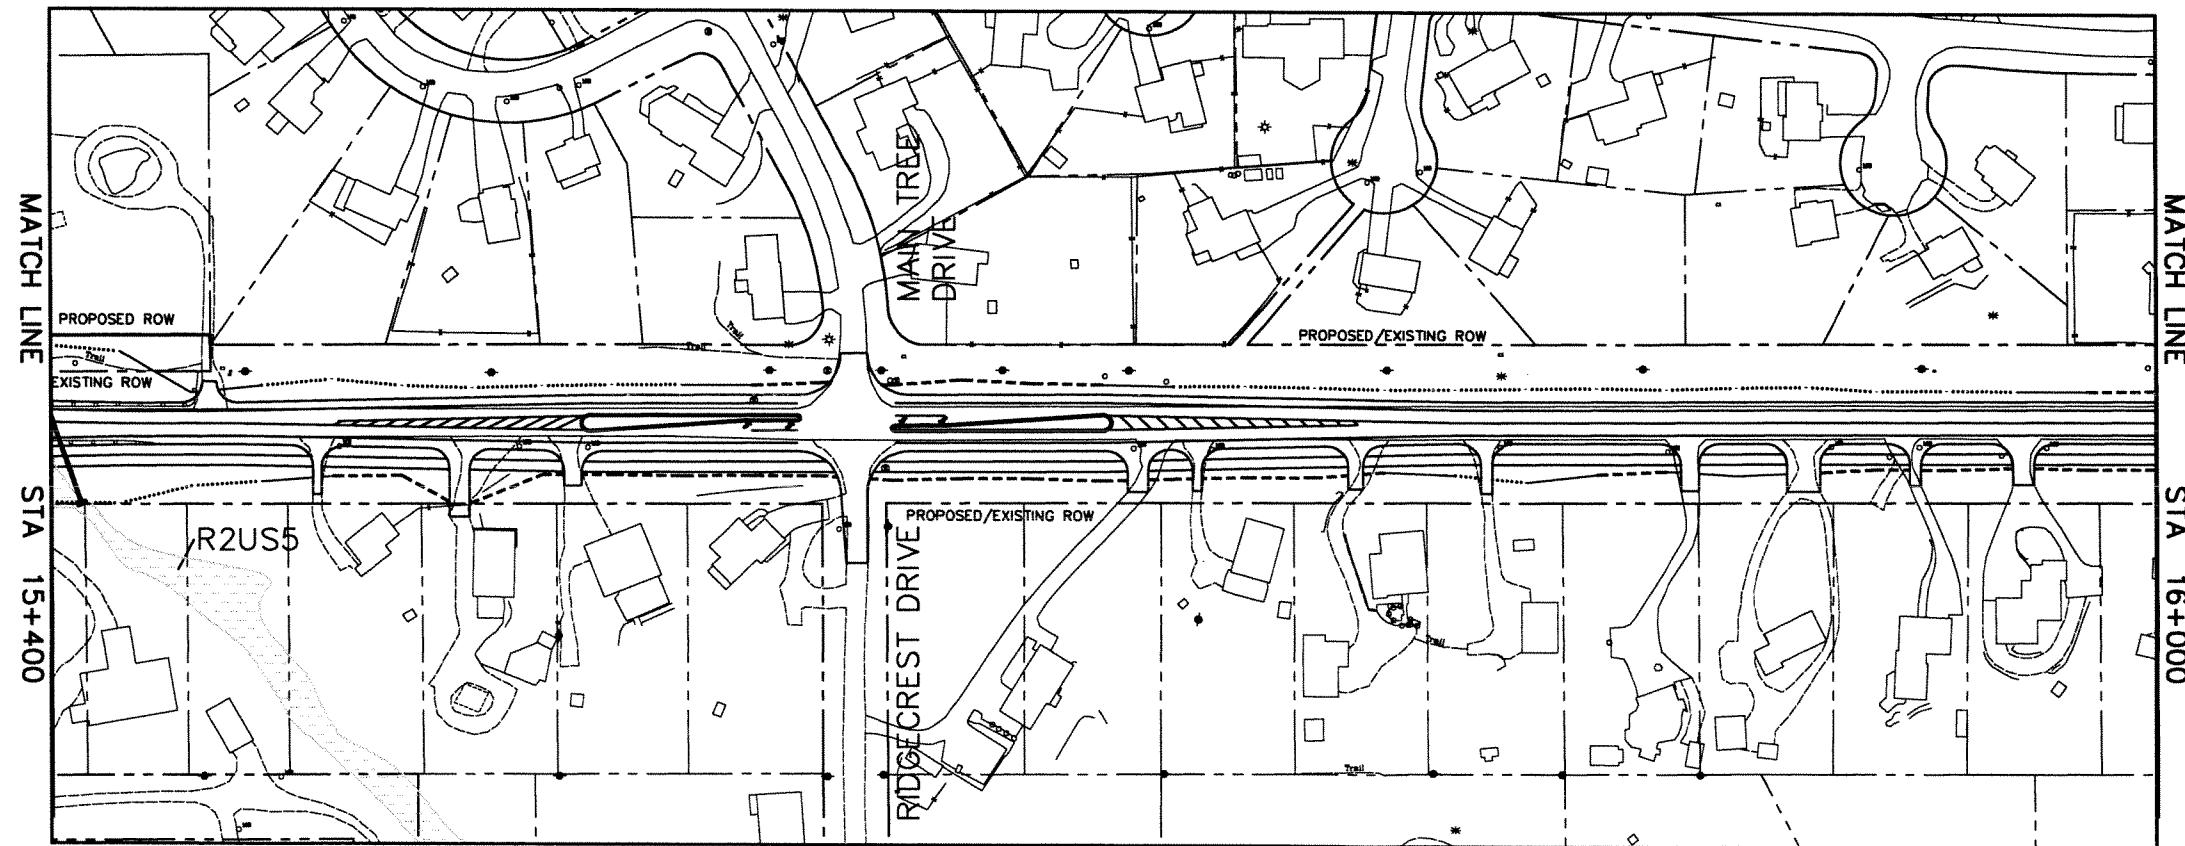 MATCH LINE STA 15+400
PROPOSED ROW
Trail
EXISTING ROW
Trail
Trail
MAIN TREE
DRIVE
PROPOSED/EXISTING ROW
R2US5
PROPOSED/EXISTING ROW
RIDGECREST DRIVE
Trail
Trail
MATCH LINE STA 16+000